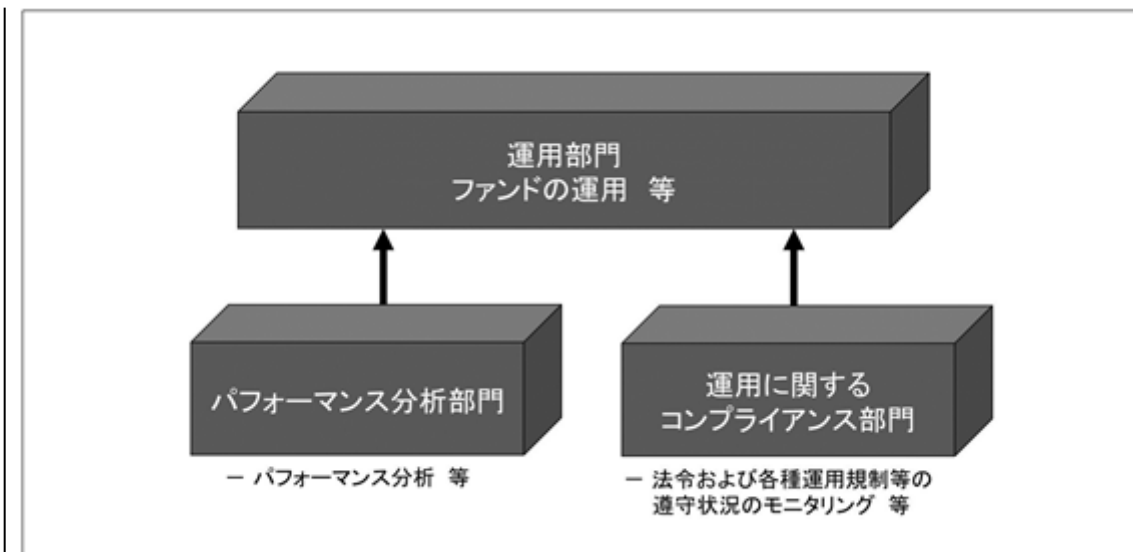 運用部門
ファンドの運用 等
パフォーマンス分析部門
－ パフォーマンス分析 等
運用に関する
コンプライアンス部門
－ 法令および各種運用規制等の
遵守状況のモニタリング 等